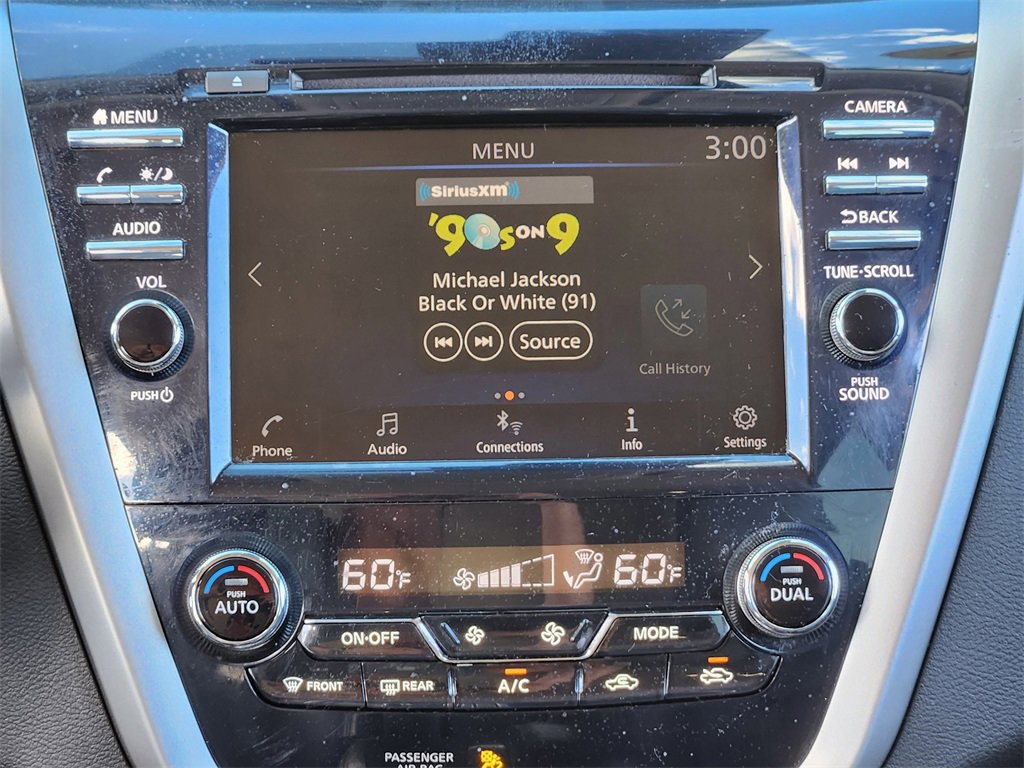 MENU
AUDIO
VOL
PUSH
CAMERA
BACK
TUNE·SCROLL
PUSH
SOUND
MENU
3:00
SiriusXM
'90s ON 9
Michael Jackson
Black Or White (91)
Source
Call History
Phone
Audio
Connections
Info
Settings
60°F
60°F
PUSH
AUTO
PUSH
DUAL
ON·OFF
MODE
FRONT
REAR
A/C
PASSENGER
AIR BAG